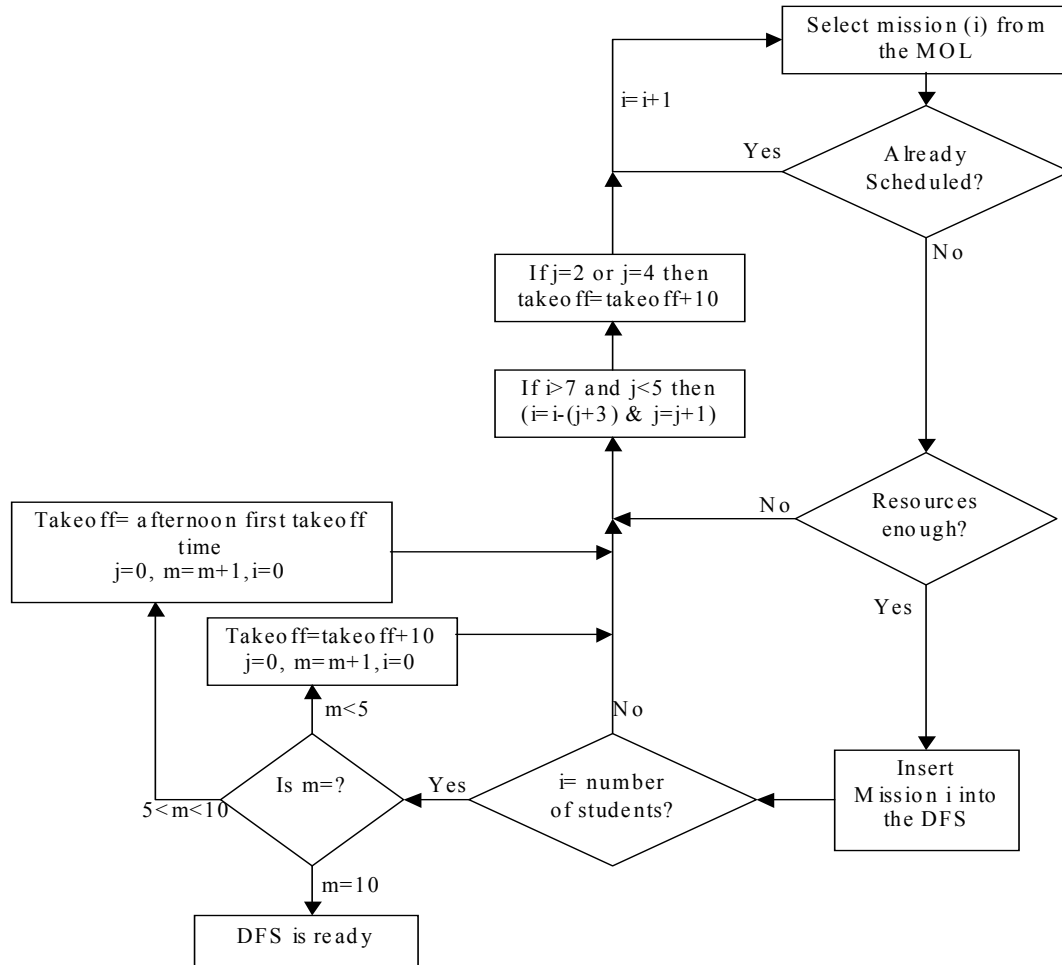 Select mission (i) from
the MOL
i=i+1
Yes
Already
Scheduled?
No
If j=2 or j=4 then
takeoff=takeoff+10
If i>7 and j<5 then
(i=i-(j+3) & j=j+1)
No
Resources
enough?
Takeoff= afternoon first takeoff
time
j=0, m=m+1,i=0
Yes
Takeoff=takeoff+10
j=0, m=m+1,i=0
m<5
No
Is m=?
Yes
i= number
of students?
Insert
Mission i into
the DFS
5<m<10
m=10
DFS is ready